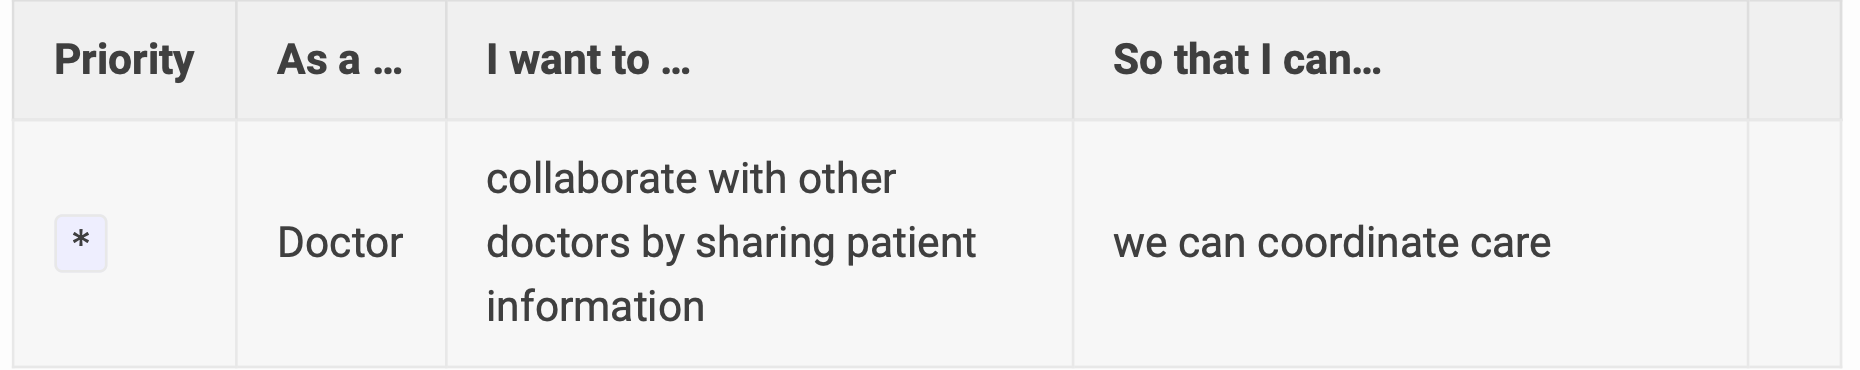 Priority As a ... I want to ... So that I can...
collaborate with other
* Doctor doctors by sharing patient we can coordinate care
information